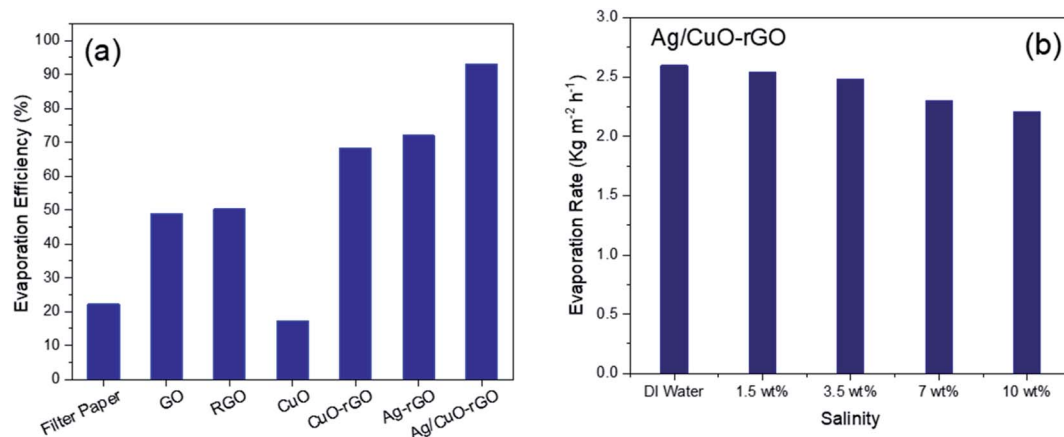 (a)
Evaporation Efficiency (%)
100
90
80
70
60
50
40
30
20
10
0
Filter Paper
GO
RGO
CuO
CuO-rGO
Ag-rGO
Ag/CuO-rGO
Ag/CuO-rGO
(b)
Evaporation Rate (Kg m⁻² h⁻¹)
3.0
2.5
2.0
1.5
1.0
0.5
0.0
DI Water
1.5 wt%
3.5 wt%
7 wt%
10 wt%
Salinity